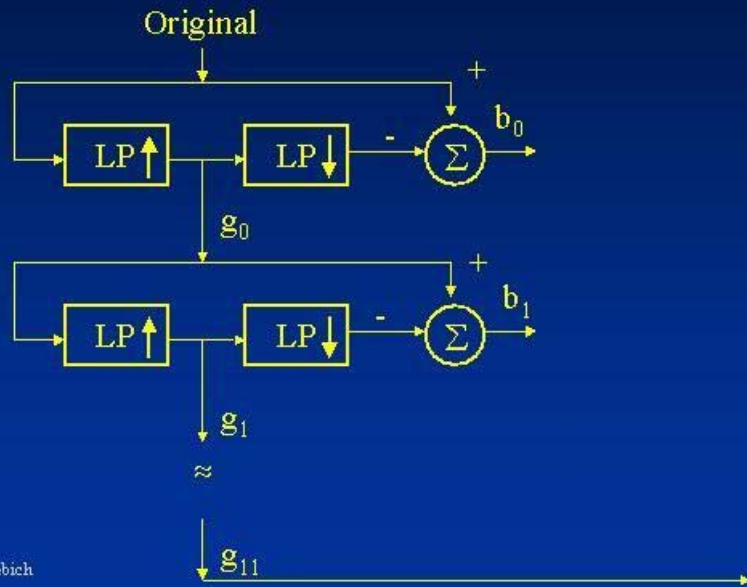 Original
+
LP↑ LP↓ - Σ b₀
g₀
+
LP↑ LP↓ - Σ b₁
g₁
≈
g₁₁